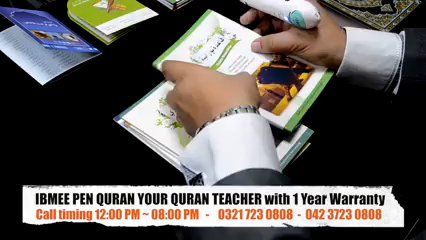 IBMEE PEN QURAN YOUR QURAN TEACHER with 1 Year Warranty
Call timing 12:00 PM ~ 08:00 PM - 0321 723 0808 - 042 3723 0808